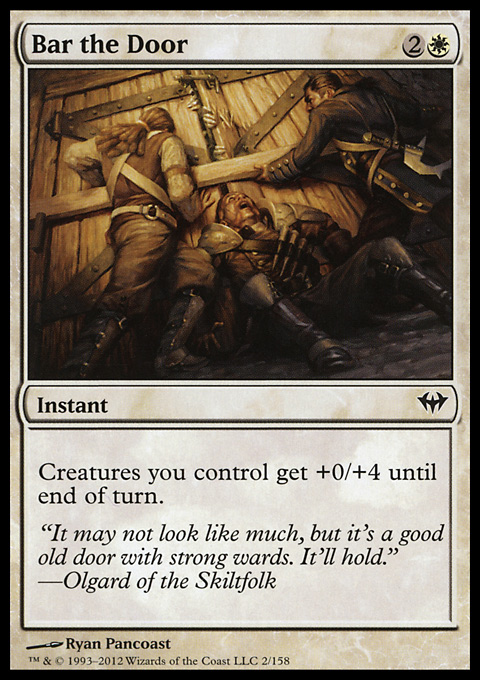 Bar the Door 2
Instant
Creatures you control get +0/+4 until
end of turn.
“It may not look like much, but it’s a good
old door with strong wards. It’ll hold.”
—Olgard of the Skiltfolk
Ryan Pancoast
™ & © 1993–2012 Wizards of the Coast LLC 2/158